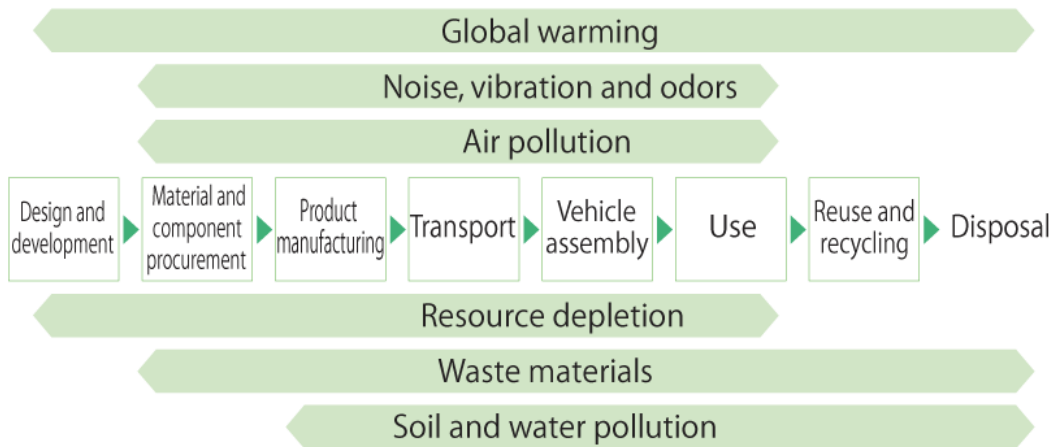 Global warming
Noise, vibration and odors
Air pollution
Design and
development
Material and
component
procurement
Product
manufacturing
Transport
Vehicle
assembly
Use
Reuse and
recycling
Disposal
Resource depletion
Waste materials
Soil and water pollution